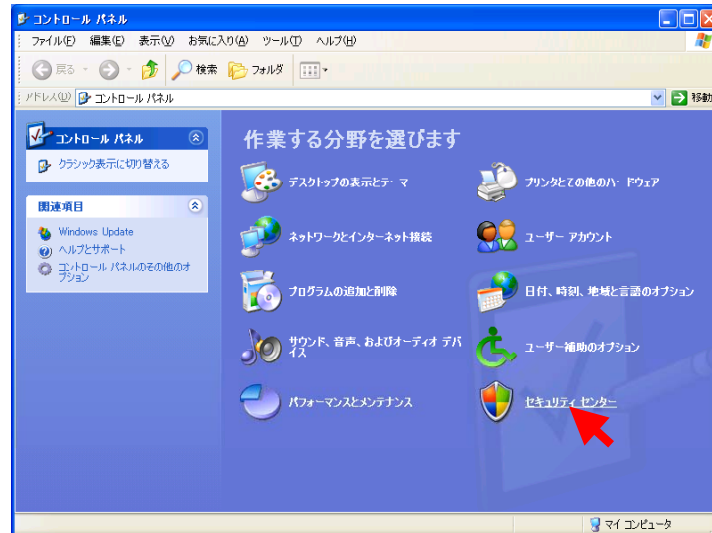 コントロール パネル
ファイル(F) 編集(E) 表示(V) お気に入り(A) ツール(T) ヘルプ(H)
戻る 検索 フォルダ
アドレス(D) コントロール パネル 移動
コントロール パネル
クラシック表示に切り替える
関連項目
Windows Update
ヘルプとサポート
コントロール パネルのその他のオ
プション
作業する分野を選びます
デスクトップの表示とテーマ
プリンタとその他のハードウェア
ネットワークとインターネット接続
ユーザー アカウント
プログラムの追加と削除
日付、時刻、地域と言語のオプション
サウンド、音声、およびオーディオ デバ
イス
ユーザー補助のオプション
パフォーマンスとメンテナンス
セキュリティ センター
マイ コンピュータ